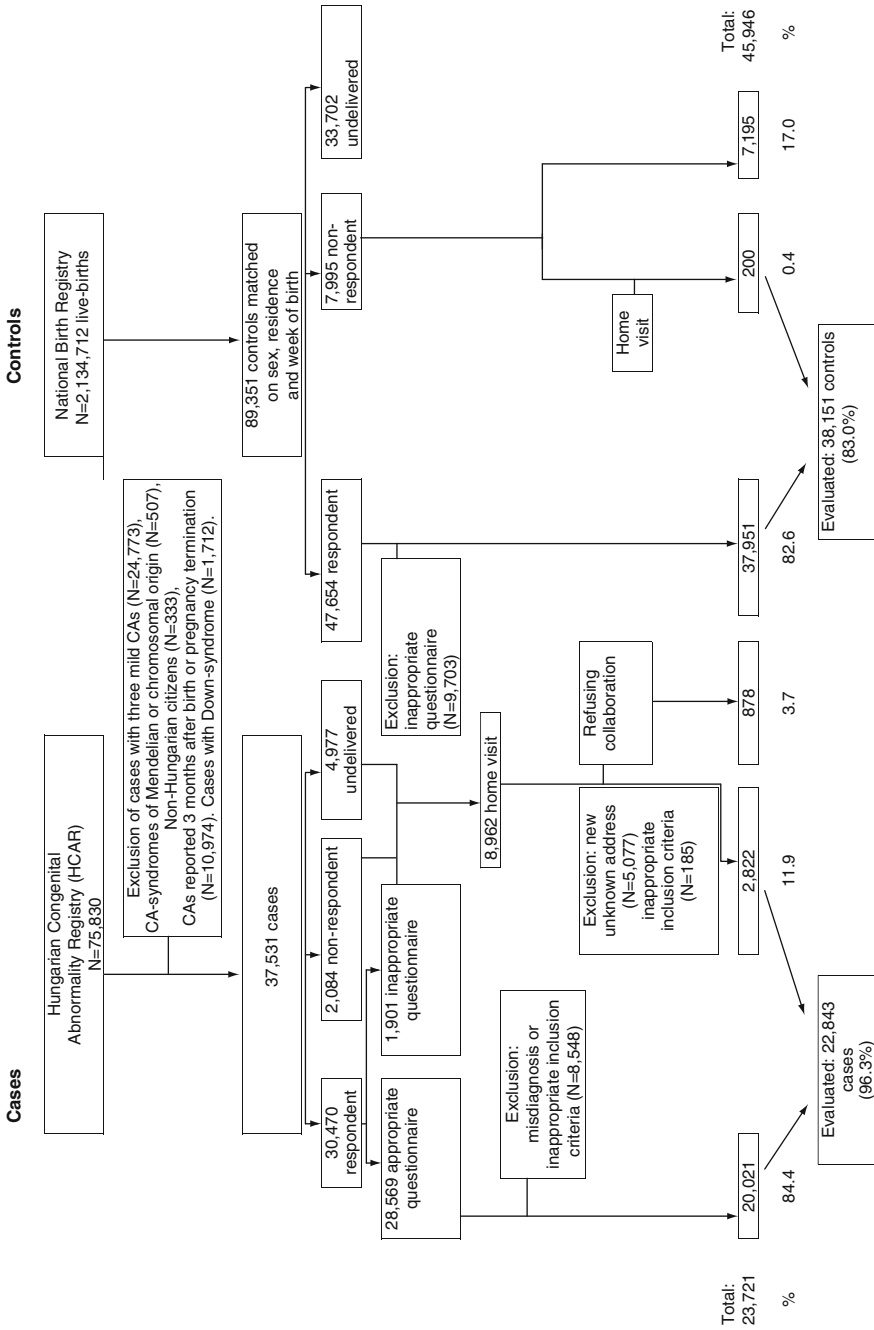 Cases
Controls
Hungarian Congenital
Abnormality Registry (HCAR)
N=75,830
National Birth Registry
N=2,134,712 live-births
Exclusion of cases with three mild CAs (N=24,773),
CA-syndromes of Mendelian or chromosomal origin (N=507),
Non-Hungarian citizens (N=333),
CAs reported 3 months after birth or pregnancy termination
(N=10,974). Cases with Down-syndrome (N=1,712).
37,531 cases
89,351 controls matched
on sex, residence
and week of birth
30,470
respondent
2,084 non-respondent
4,977
undelivered
47,654 respondent
7,995 non-
respondent
33,702
undelivered
28,569 appropriate
questionnaire
1,901 inappropriate
questionnaire
Exclusion:
inappropriate
questionnaire
(N=9,703)
8,962 home visit
Exclusion:
misdiagnosis or
inappropriate inclusion
criteria (N=8,548)
Exclusion: new
unknown address
(N=5,077)
inappropriate
inclusion criteria
(N=185)
Refusing
collaboration
Home
visit
Total:
23,721
20,021
2,822
878
37,951
200
7,195
Total:
45,946
%
84.4
11.9
3.7
82.6
0.4
17.0
%
Evaluated: 22,843
cases
(96.3%)
Evaluated: 38,151 controls
(83.0%)